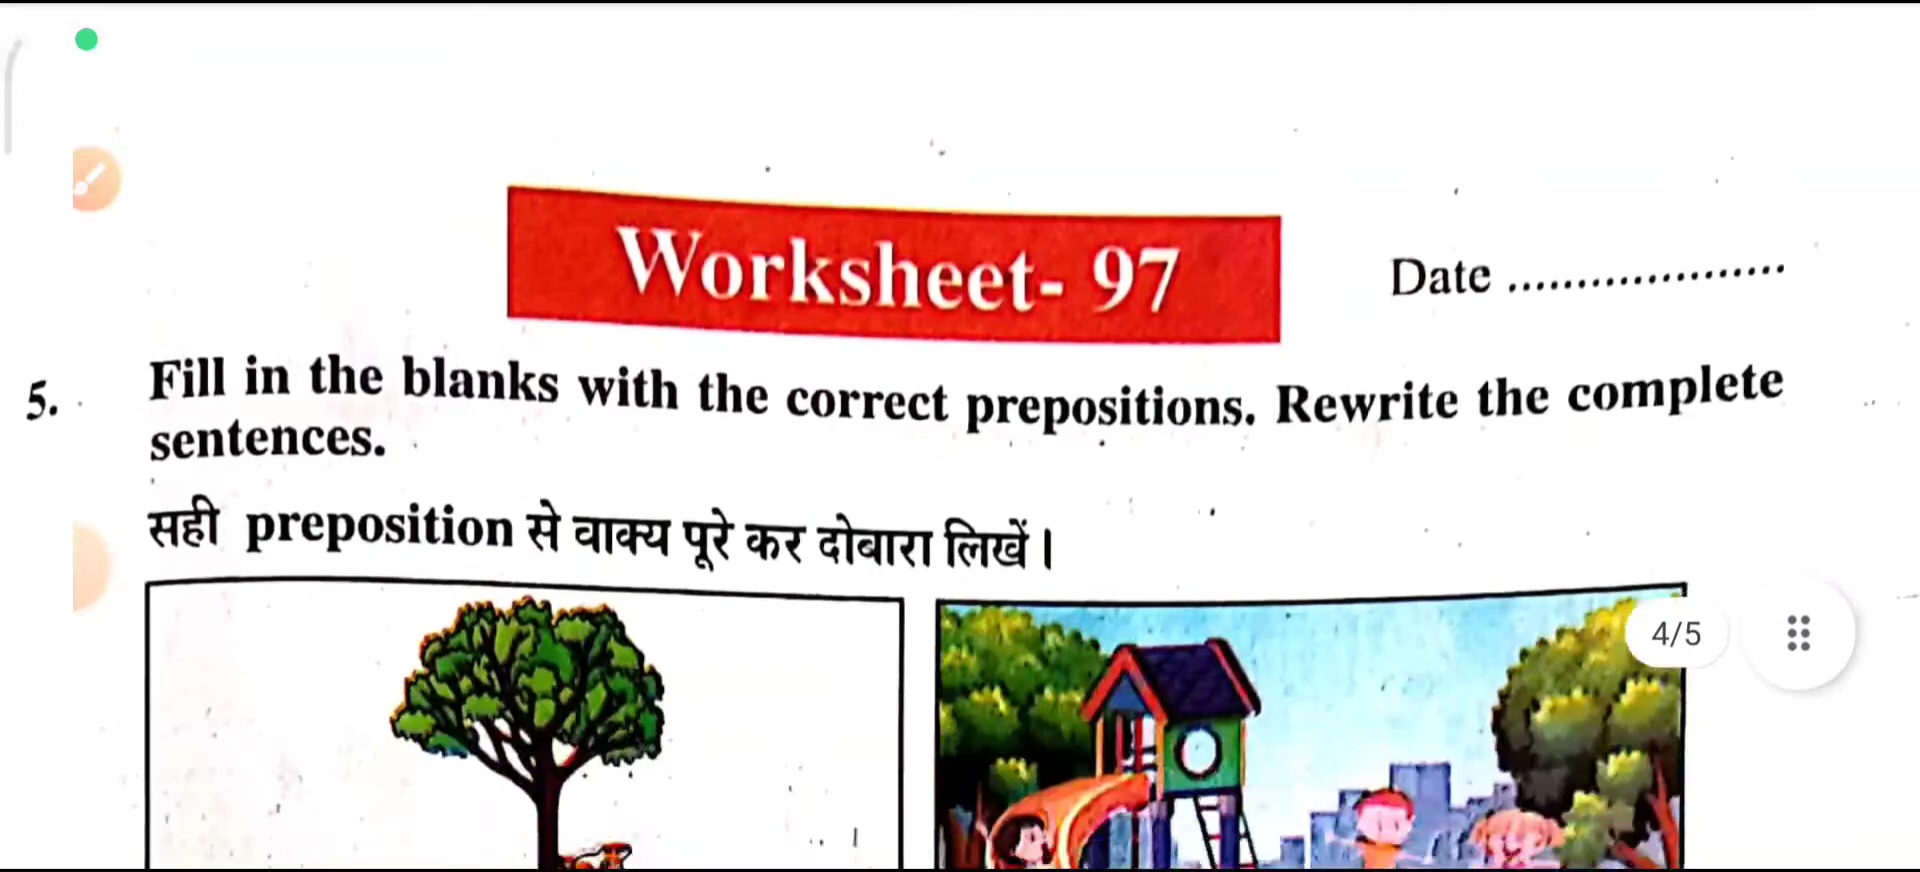 Worksheet- 97
Date ....................
5. Fill in the blanks with the correct prepositions. Rewrite the complete
sentences.
सही preposition से वाक्य पूरे कर दोबारा लिखें।
4/5